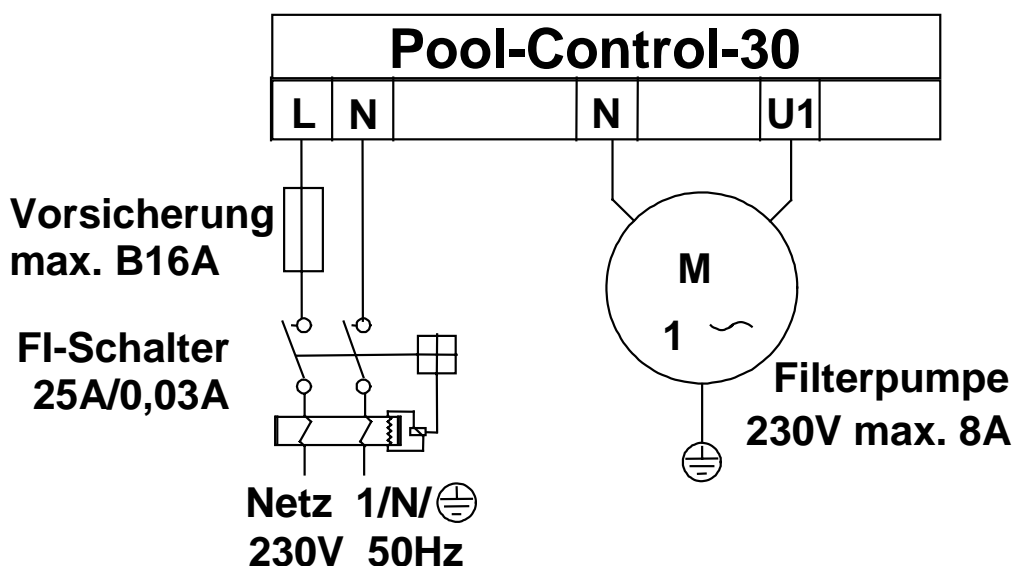 Pool-Control-30
L N N U1
Vorsicherung
max. B16A
FI-Schalter
25A/0,03A
M
1 ~
Filterpumpe
230V max. 8A
Netz 1/N/⏚
230V 50Hz